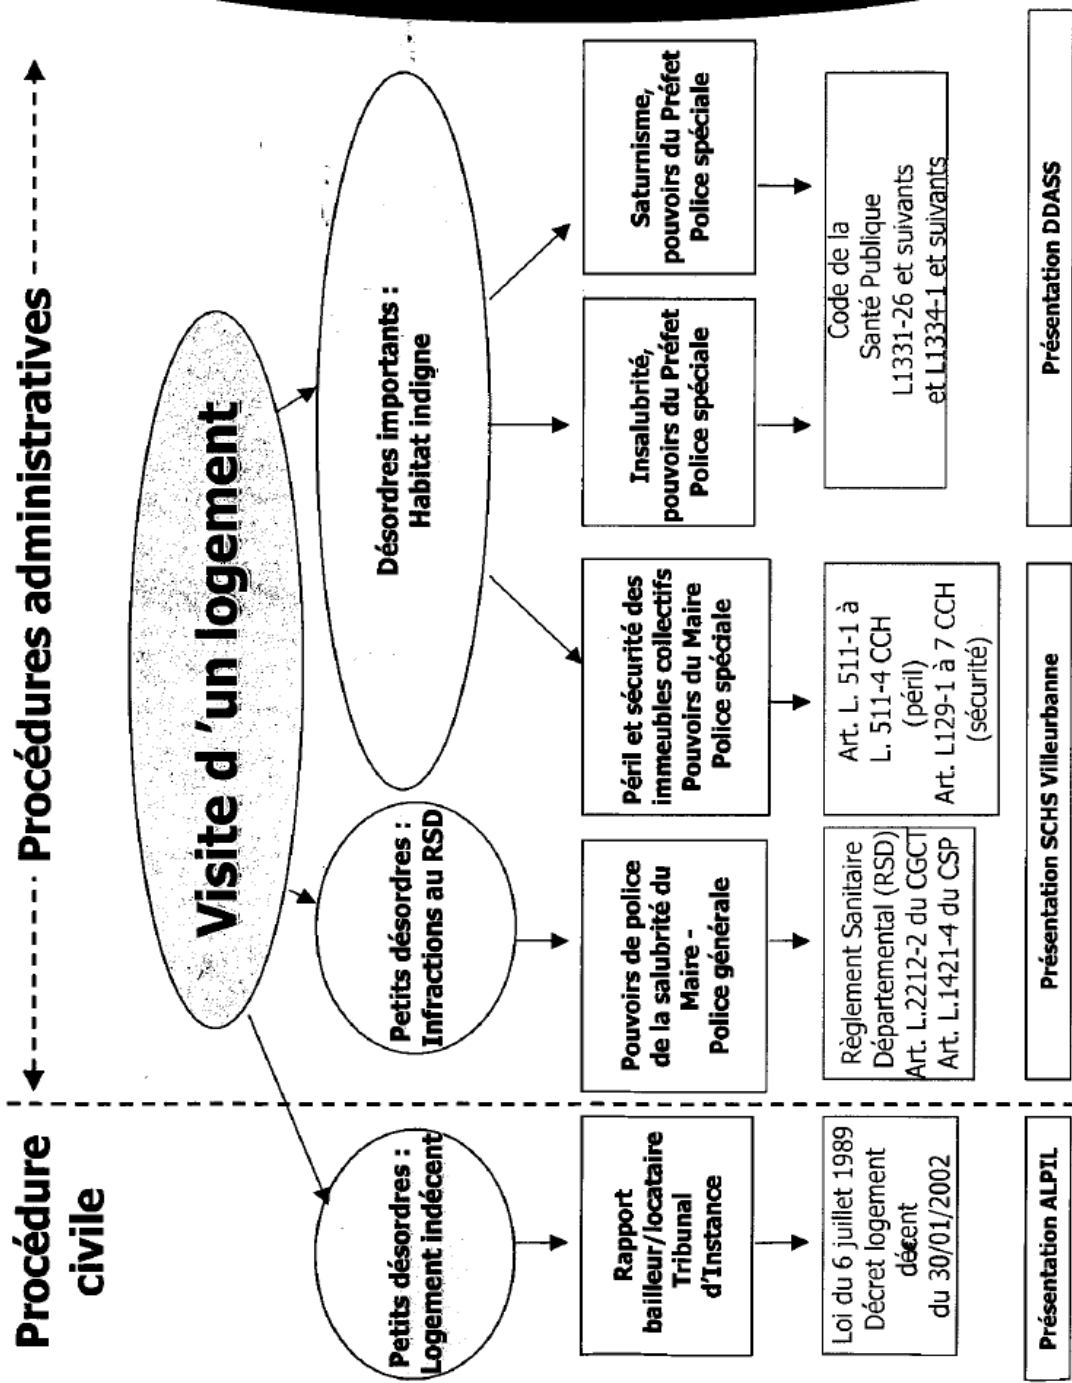 Procédure
civile
Procédures administratives
Visite d'un logement
Petits désordres :
Logement indécent
Petits désordres :
Infractions au RSD
Désordres importants :
Habitat indigne
Rapport
bailleur/locataire
Tribunal
d'Instance
Pouvoirs de police
de la salubrité du
Maire -
Police générale
Péril et sécurité des
immeubles collectifs
Pouvoirs du Maire
Police spéciale
Insalubrité,
pouvoirs du Préfet
Police spéciale
Saturnisme,
pouvoirs du Préfet
Police spéciale
Loi du 6 juillet 1989
Décret logement
décent
du 30/01/2002
Règlement Sanitaire
Départemental (RSD)
Art. L.2212-2 du CGCT
Art. L.1421-4 du CSP
Art. L. 511-1 à
L. 511-4 CCH
(péril)
Art. L129-1 à 7 CCH
(sécurité)
Code de la
Santé Publique
L1331-26 et suivants
et L1334-1 et suivants
Présentation ALPIL
Présentation SCHS Villeurbanne
Présentation DDASS